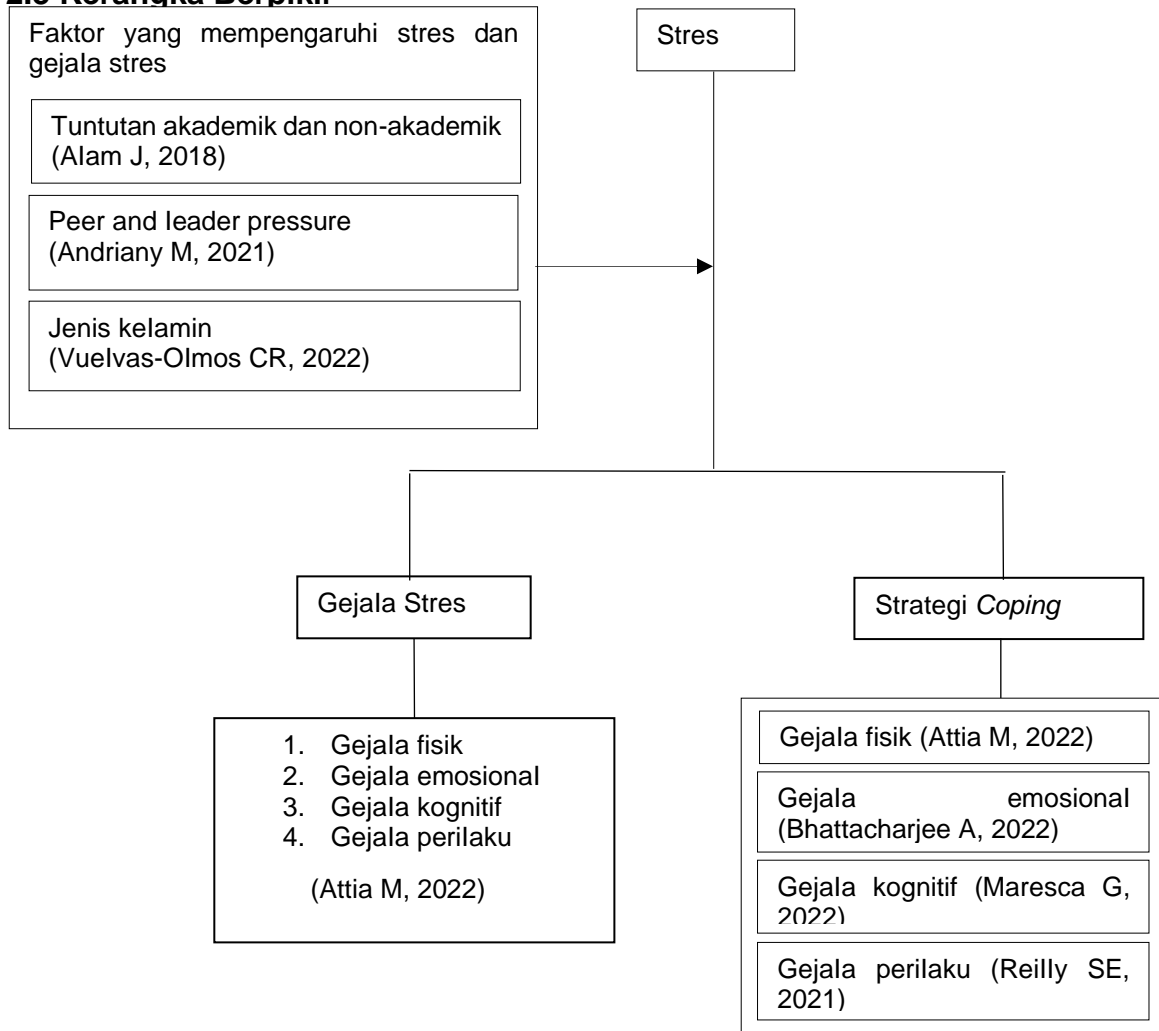 Faktor yang mempengaruhi stres dan
gejala stres
Tuntutan akademik dan non-akademik
(Alam J, 2018)
Peer and leader pressure
(Andriany M, 2021)
Jenis kelamin
(Vuelvas-Olmos CR, 2022)
Stres
Gejala Stres
1. Gejala fisik
2. Gejala emosional
3. Gejala kognitif
4. Gejala perilaku
(Attia M, 2022)
Strategi Coping
Gejala fisik (Attia M, 2022)
Gejala emosional
(Bhattacharjee A, 2022)
Gejala kognitif (Maresca G,
2022)
Gejala perilaku (Reilly SE,
2021)